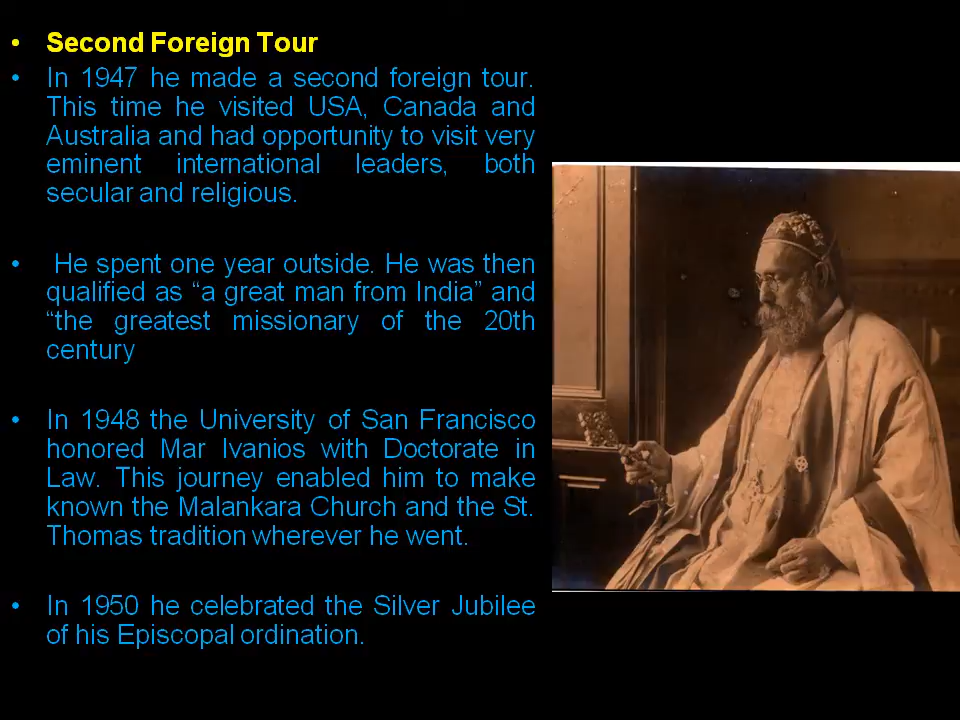 • Second Foreign Tour
• In 1947 he made a second foreign tour.
This time he visited USA, Canada and
Australia and had opportunity to visit very
eminent international leaders, both
secular and religious.
• He spent one year outside. He was then
qualified as “a great man from India” and
“the greatest missionary of the 20th
century
• In 1948 the University of San Francisco
honored Mar Ivanios with Doctorate in
Law. This journey enabled him to make
known the Malankara Church and the St.
Thomas tradition wherever he went.
• In 1950 he celebrated the Silver Jubilee
of his Episcopal ordination.